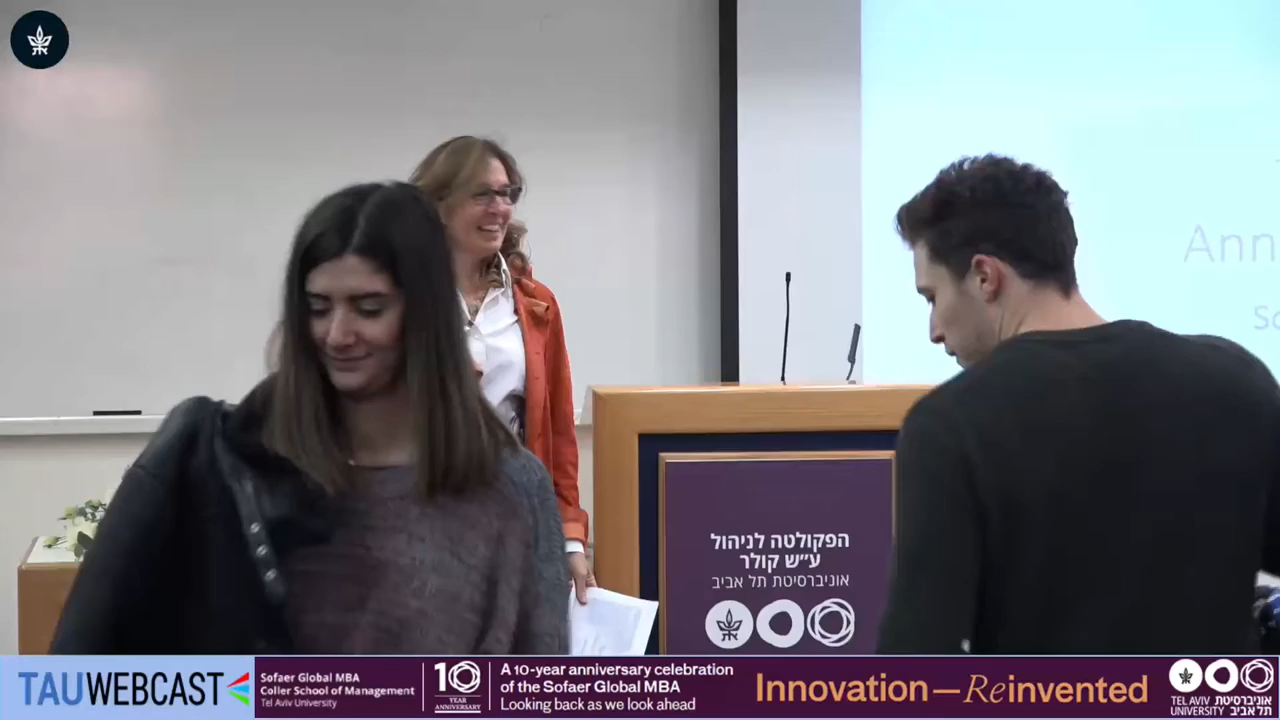 Ann
הפקולטה לניהול
ע״ש קולר
אוניברסיטת תל אביב
TAUWEBCAST
Sofaer Global MBA
Coller School of Management
Tel Aviv University
10
YEAR
ANNIVERSARY
A 10-year anniversary celebration
of the Sofaer Global MBA
Looking back as we look ahead
Innovation—Reinvented
TEL AVIV אוניברסיטת
UNIVERSITY תל אביב